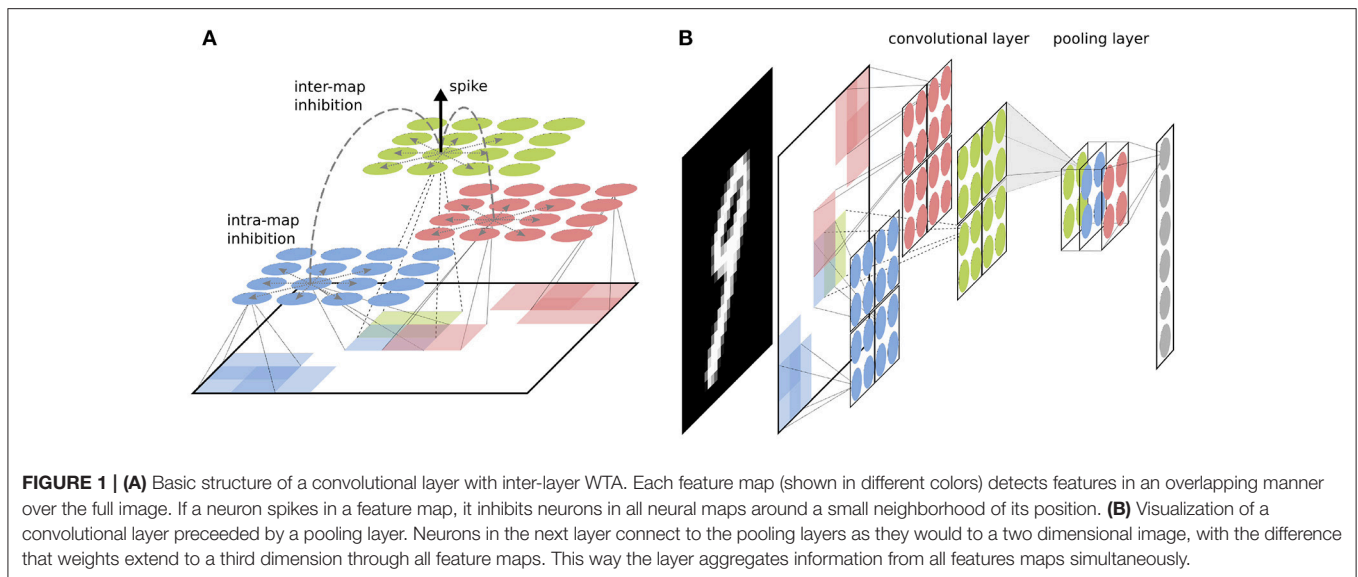 A
inter-map
inhibition
spike
intra-map
inhibition
B
convolutional layer
pooling layer
FIGURE 1 | (A) Basic structure of a convolutional layer with inter-layer WTA. Each feature map (shown in different colors) detects features in an overlapping manner
over the full image. If a neuron spikes in a feature map, it inhibits neurons in all neural maps around a small neighborhood of its position. (B) Visualization of a
convolutional layer preceeded by a pooling layer. Neurons in the next layer connect to the pooling layers as they would to a two dimensional image, with the difference
that weights extend to a third dimension through all feature maps. This way the layer aggregates information from all features maps simultaneously.